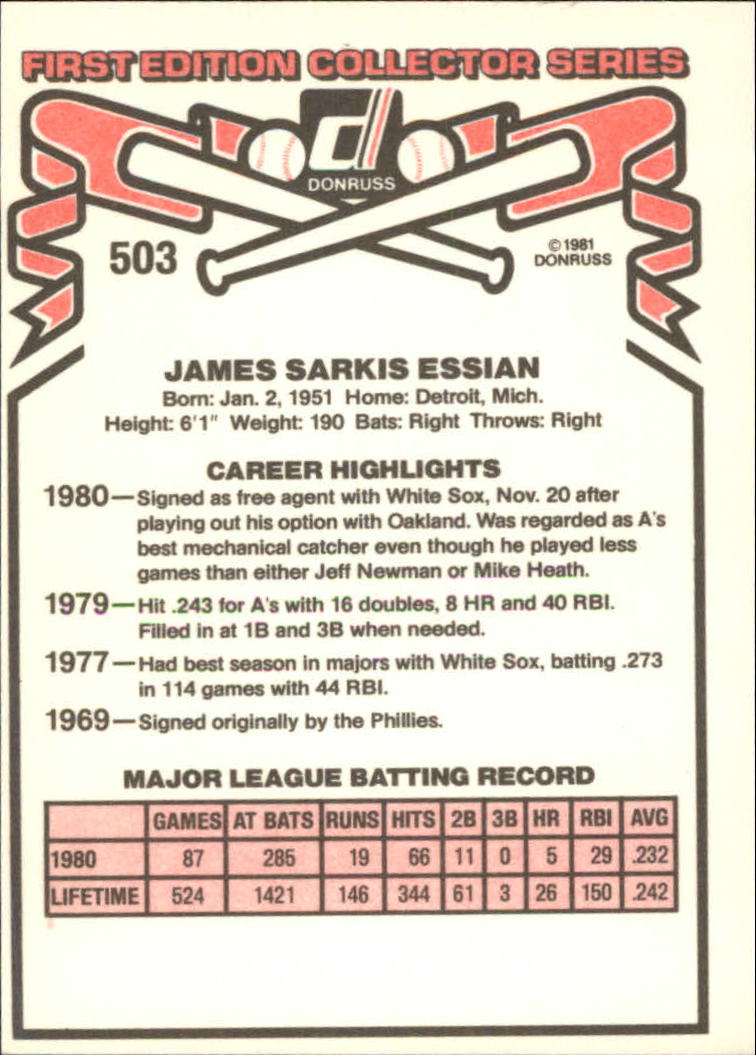 FIRST EDITION COLLECTOR SERIES
d
DONRUSS
503
©1981
DONRUSS
JAMES SARKIS ESSIAN
Born: Jan. 2, 1951 Home: Detroit, Mich.
Height: 6'1" Weight: 190 Bats: Right Throws: Right
CAREER HIGHLIGHTS
1980—Signed as free agent with White Sox, Nov. 20 after
playing out his option with Oakland. Was regarded as A's
best mechanical catcher even though he played less
games than either Jeff Newman or Mike Heath.
1979—Hit .243 for A's with 16 doubles, 8 HR and 40 RBI.
Filled in at 1B and 3B when needed.
1977—Had best season in majors with White Sox, batting .273
in 114 games with 44 RBI.
1969—Signed originally by the Phillies.
MAJOR LEAGUE BATTING RECORD
GAMES AT BATS RUNS HITS 2B 3B HR RBI AVG
1980 87 285 19 66 11 0 5 29 .232
LIFETIME 524 1421 146 344 61 3 26 150 .242